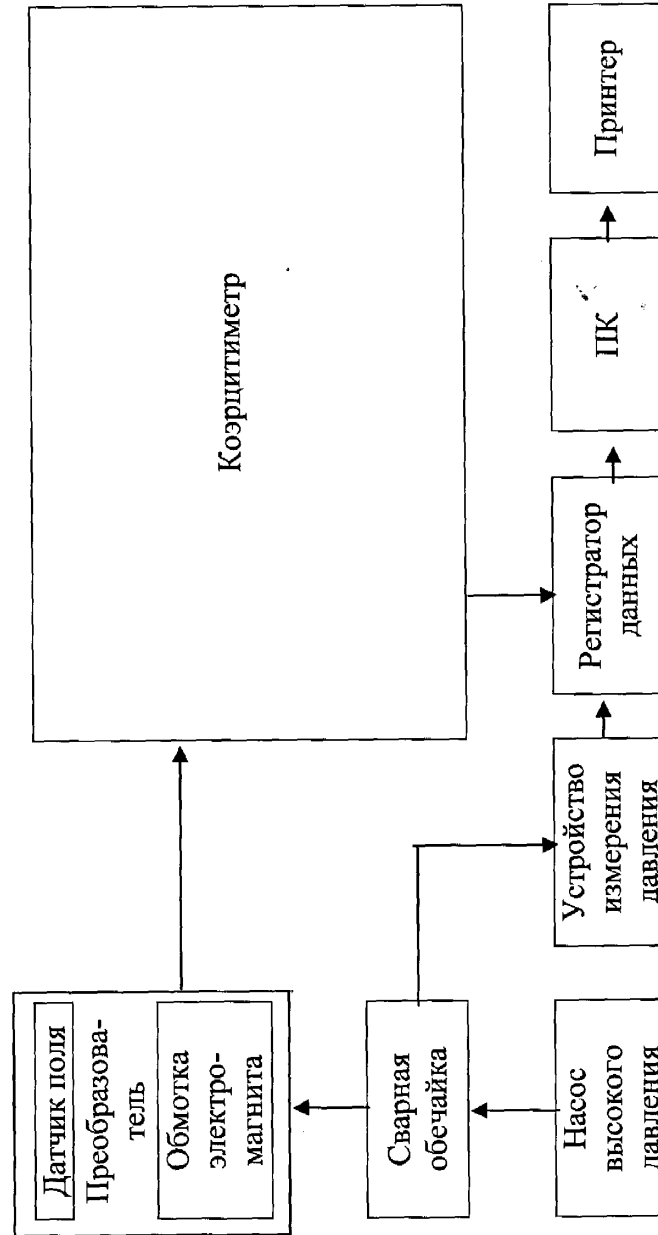 Датчик поля
Преобразова-
тель
Обмотка
электро-
магнита
Коэрцитиметр
Сварная
обечайка
Насос
высокого
давления
Устройство
измерения
давления
Регистратор
данных
ПК
Принтер